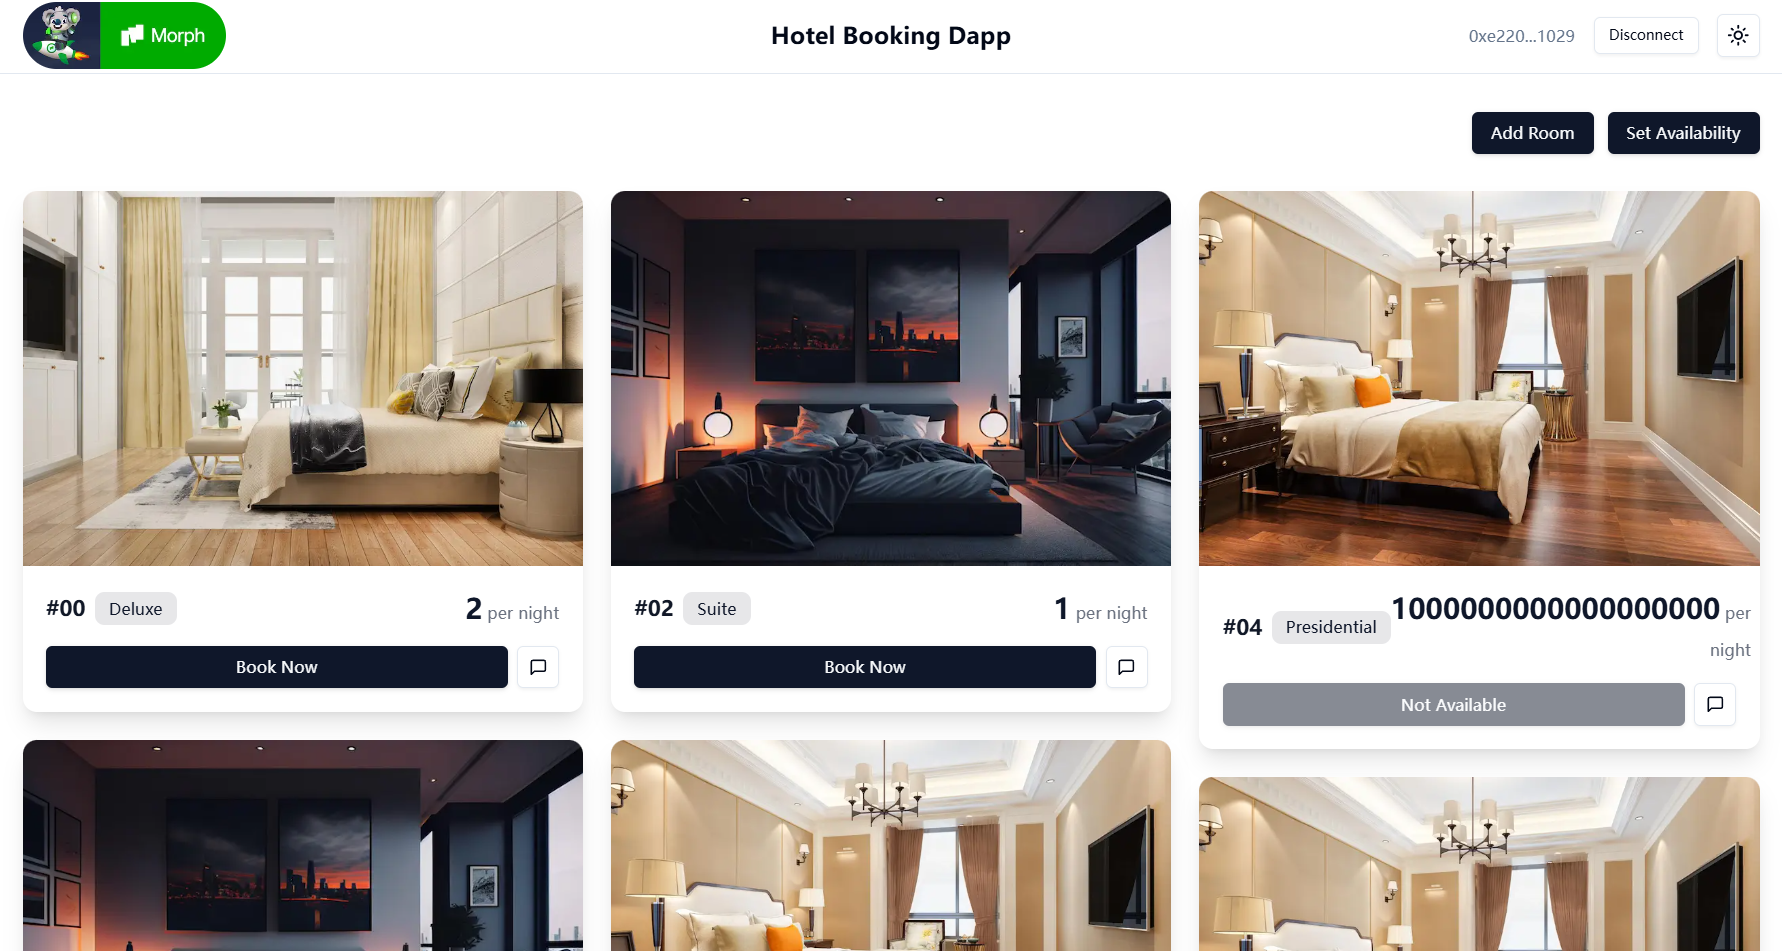 Morph
Hotel Booking Dapp
0xe220...1029
Disconnect
Add Room
Set Availability
#00
Deluxe
2 per night
Book Now
#02
Suite
1 per night
Book Now
#04
Presidential
1000000000000000000 per
night
Not Available